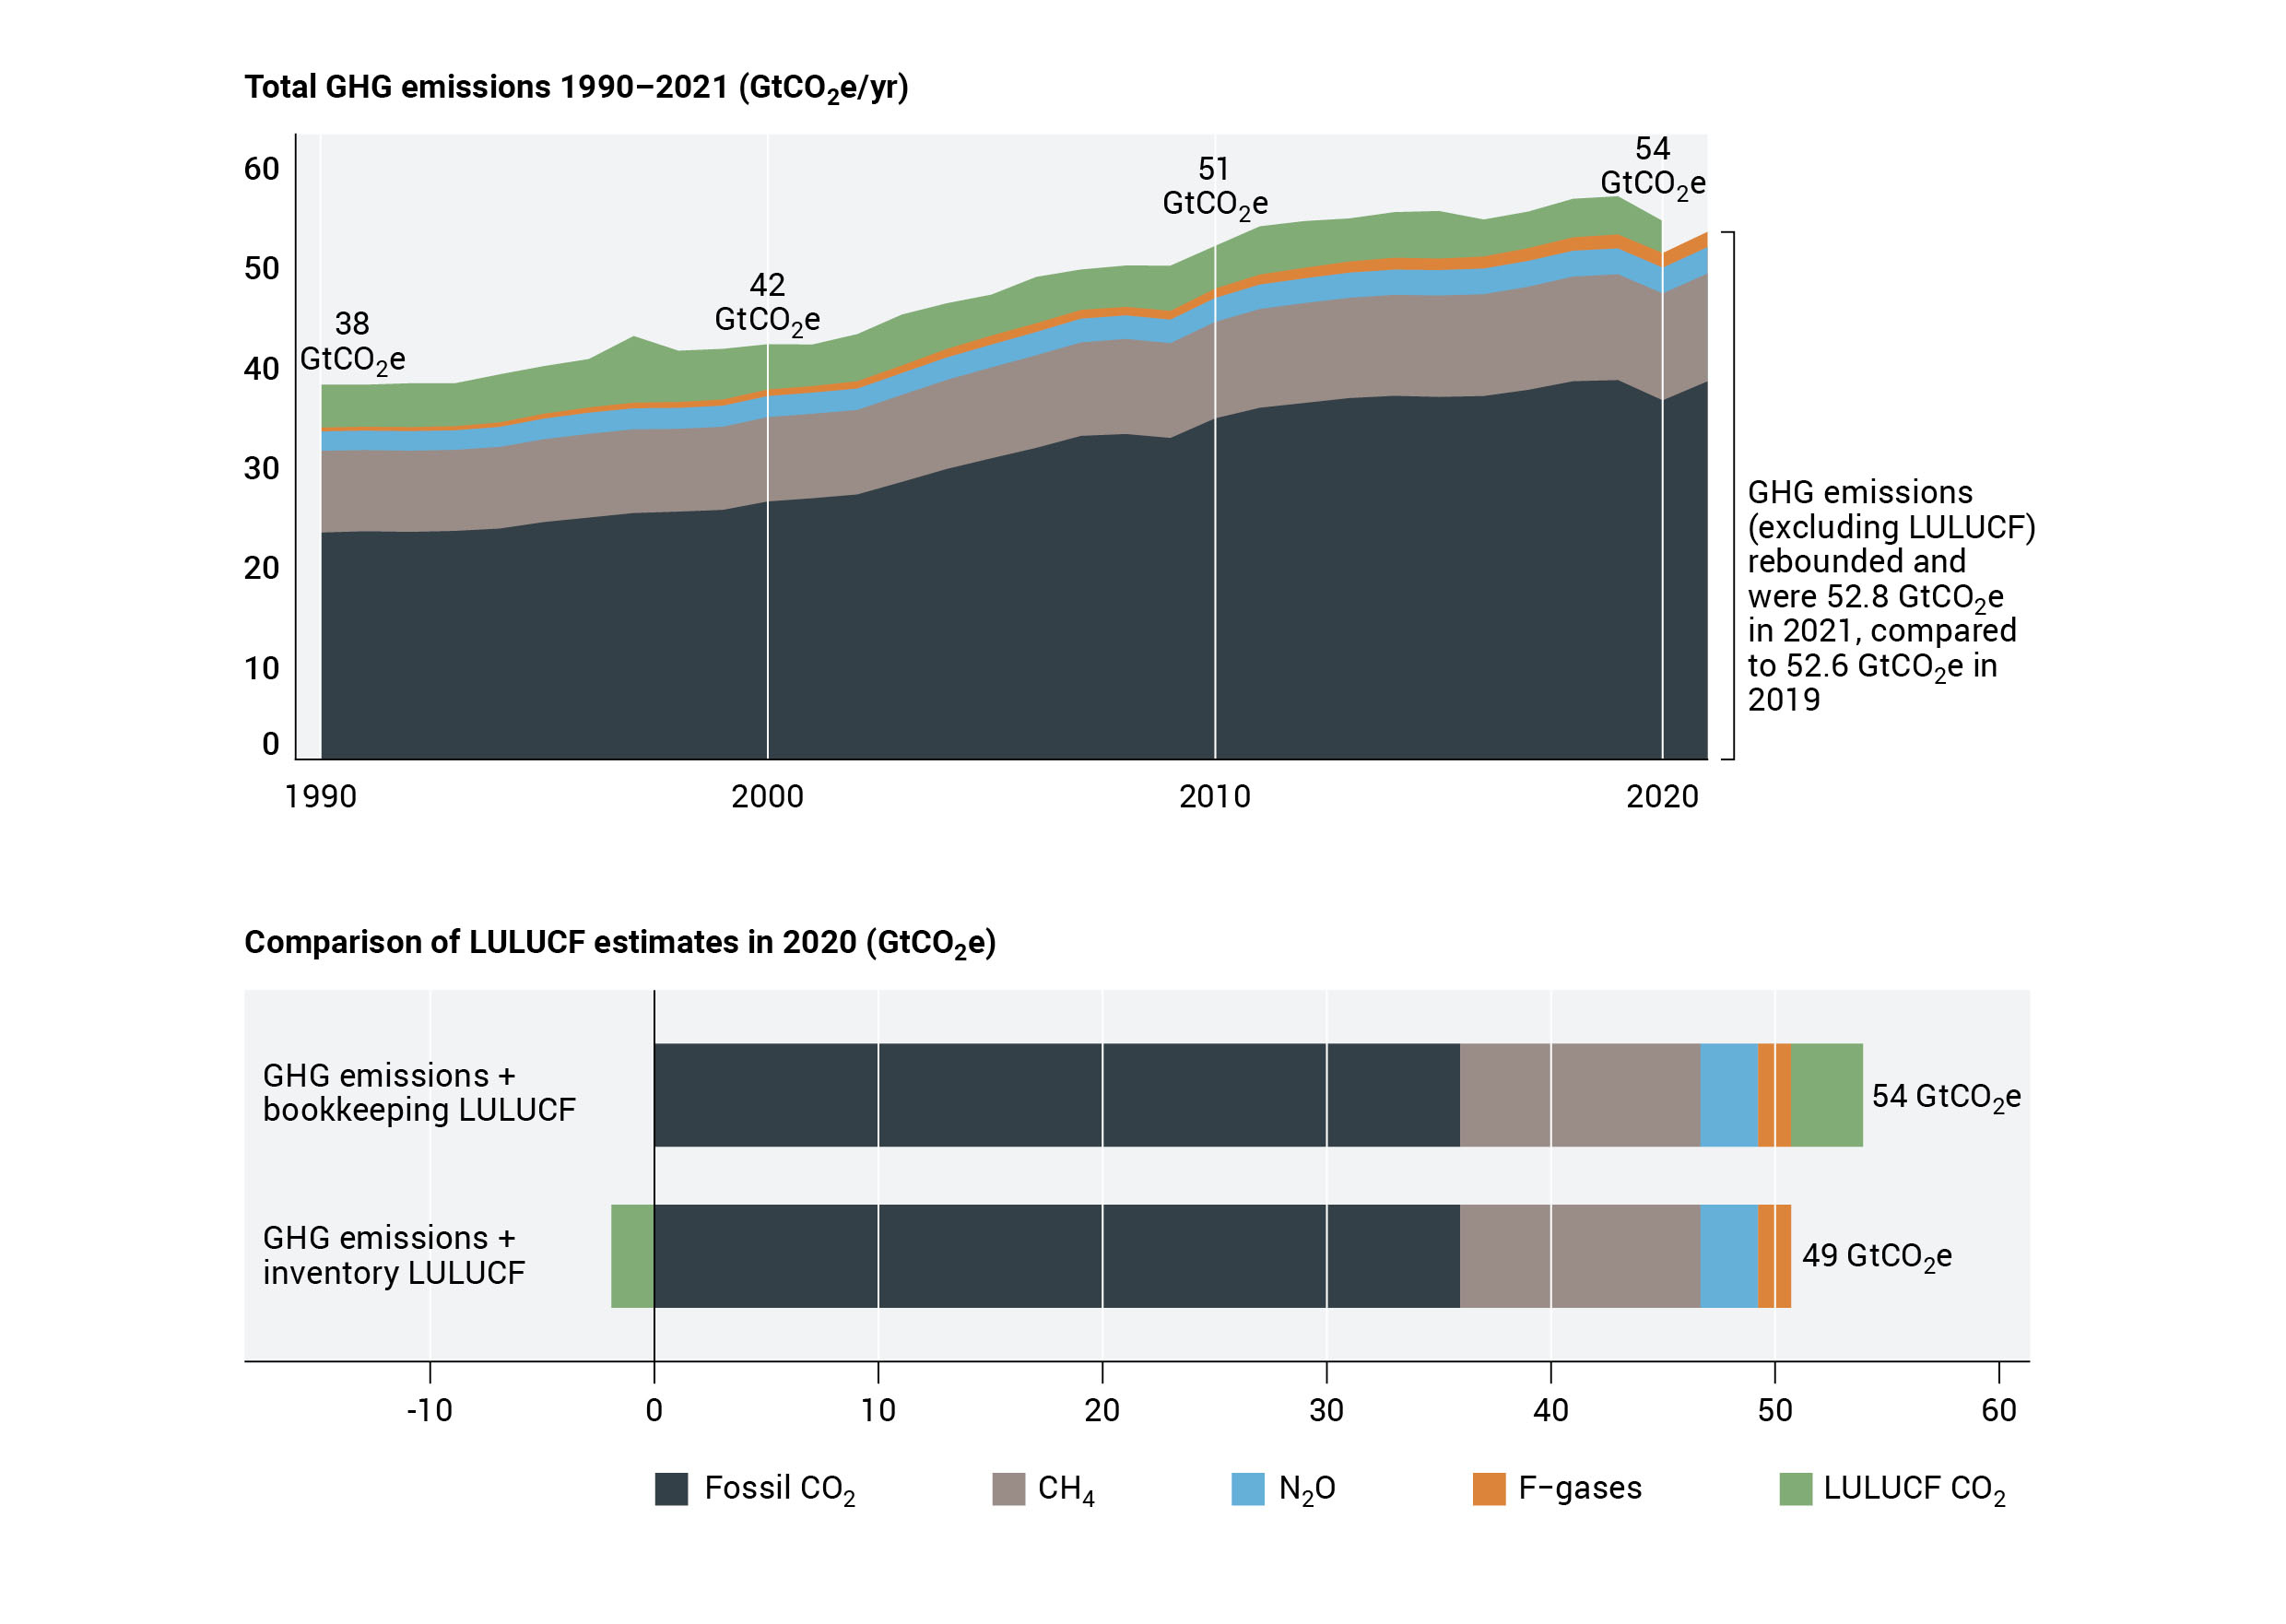 Total GHG emissions 1990–2021 (GtCO₂e/yr)
60
50
40
30
20
10
0
38
GtCO₂e
42
GtCO₂e
51
GtCO₂e
54
GtCO₂e
1990
2000
2010
2020
GHG emissions
(excluding LULUCF)
rebounded and
were 52.8 GtCO₂e
in 2021, compared
to 52.6 GtCO₂e in
2019
Comparison of LULUCF estimates in 2020 (GtCO₂e)
GHG emissions +
bookkeeping LULUCF
54 GtCO₂e
GHG emissions +
inventory LULUCF
49 GtCO₂e
-10
0
10
20
30
40
50
60
Fossil CO₂
CH₄
N₂O
F–gases
LULUCF CO₂